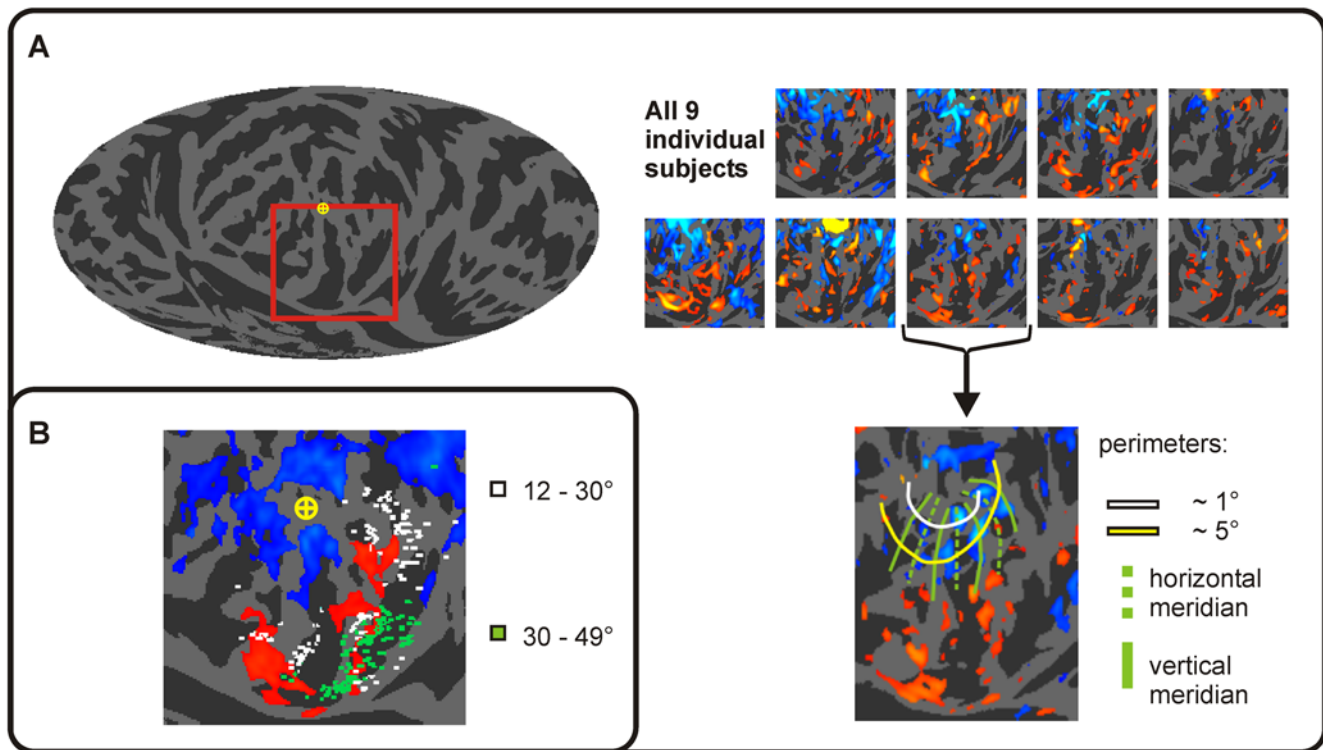 A
All 9
individual
subjects
B
12 - 30°
30 - 49°
perimeters:
~ 1°
~ 5°
horizontal
meridian
vertical
meridian